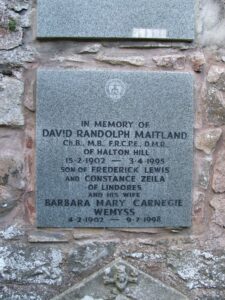 IN MEMORY OF
DAVID RANDOLPH MAITLAND
Ch.B., M.B., F.R.C.P.E., D.M.R.
OF HALTON HILL
15-2-1902 — 3-4-1995
SON OF FREDERICK LEWIS
AND CONSTANCE ZEILA
OF LINDORES
AND HIS WIFE
BARBARA MARY CARNEGIE
WEMYSS
4-2-1907 — 9-7-1998